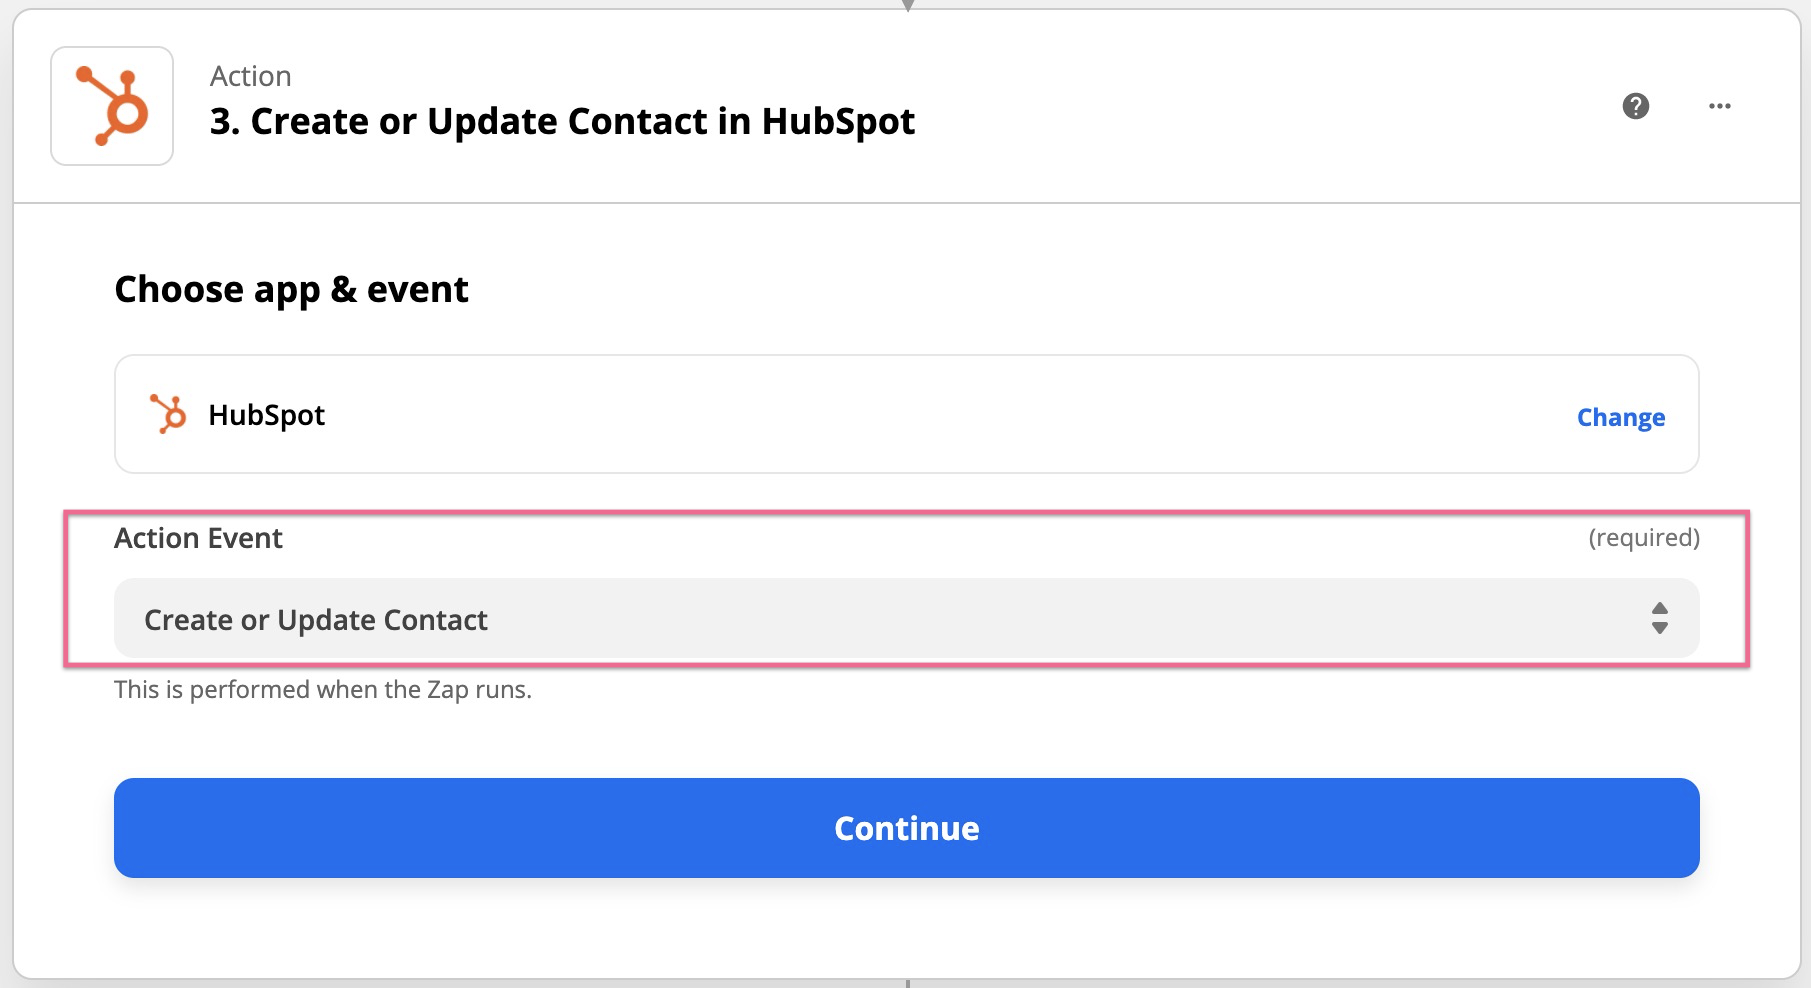 Action
3. Create or Update Contact in HubSpot
Choose app & event
HubSpot
Change
Action Event
(required)
Create or Update Contact
This is performed when the Zap runs.
Continue